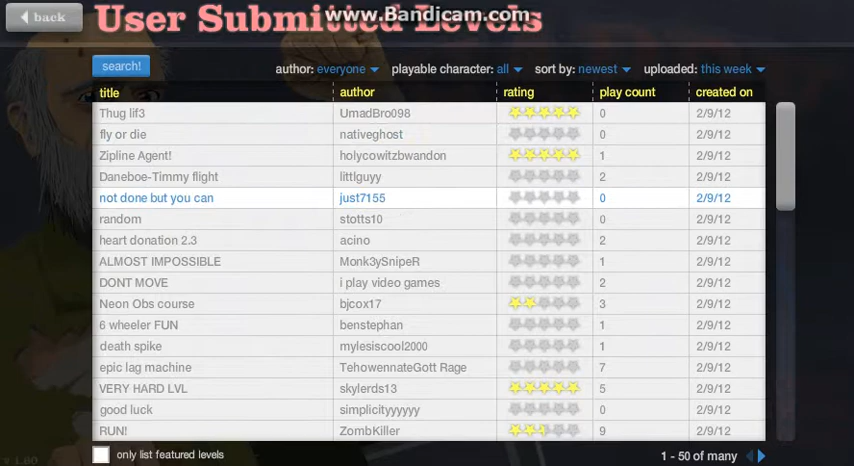 back
User Submitted Levels
www.Bandicam.com
search!
author: everyone playable character: all sort by: newest uploaded: this week
title author rating play count created on
Thug lif3 UmadBro098 0 2/9/12
fly or die nativeghost 0 2/9/12
Zipline Agent! holycowitzbwandon 1 2/9/12
Daneboe-Timmy flight littlguyy 2 2/9/12
not done but you can just7155 0 2/9/12
random stotts10 0 2/9/12
heart donation 2.3 acino 2 2/9/12
ALMOST IMPOSSIBLE Monk3ySnipeR 1 2/9/12
DONT MOVE i play video games 2 2/9/12
Neon Obs course bjcox17 3 2/9/12
6 wheeler FUN benstephan 1 2/9/12
death spike mylesiscool2000 1 2/9/12
epic lag machine TehowennateGott Rage 7 2/9/12
VERY HARD LVL skylerds13 5 2/9/12
good luck simplicityyyyyy 0 2/9/12
RUN! ZombKiller 9 2/9/12
only list featured levels 1 - 50 of many